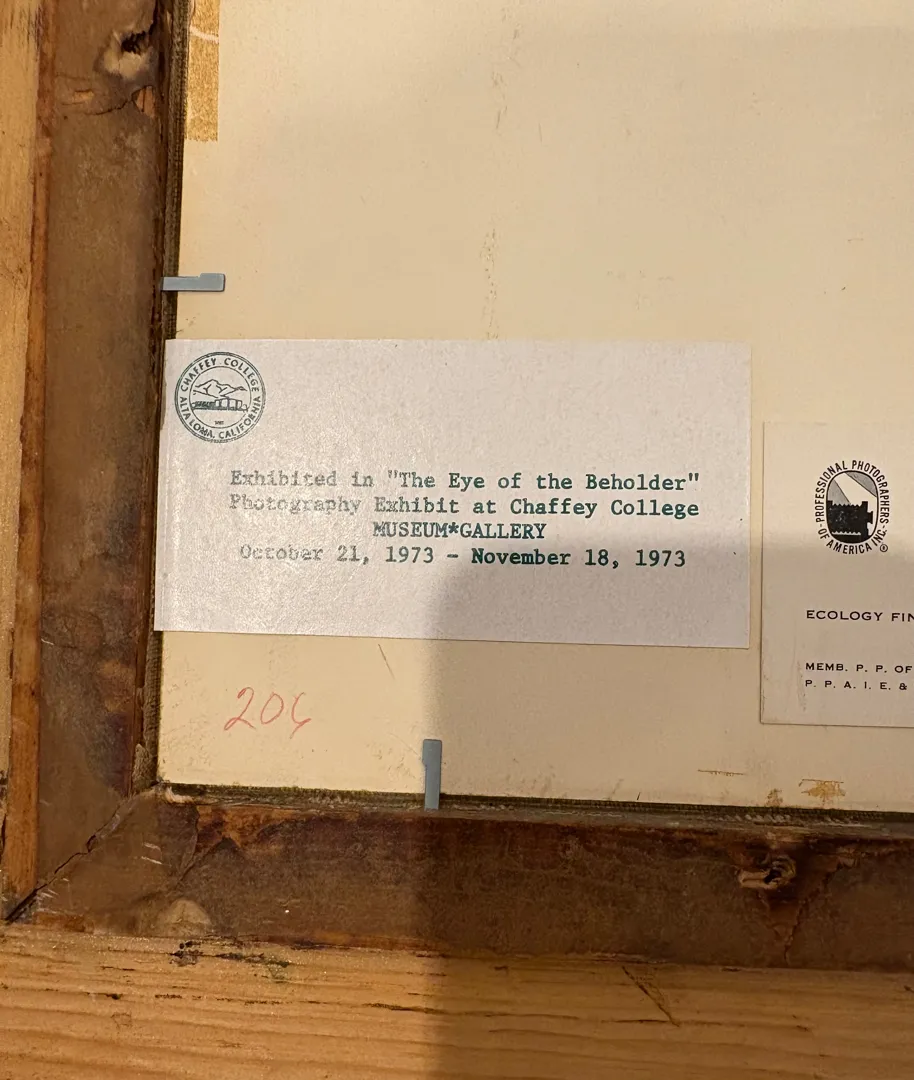 CHAFFEY COLLEGE
ALTA LOMA, CALIFORNIA
Exhibited in "The Eye of the Beholder"
Photography Exhibit at Chaffey College
MUSEUM*GALLERY
October 21, 1973 - November 18, 1973
206
PROFESSIONAL PHOTOGRAPHERS
OF AMERICA INC.®
ECOLOGY FIN
MEMB. P. P. OF
P. P. A. I. E. &